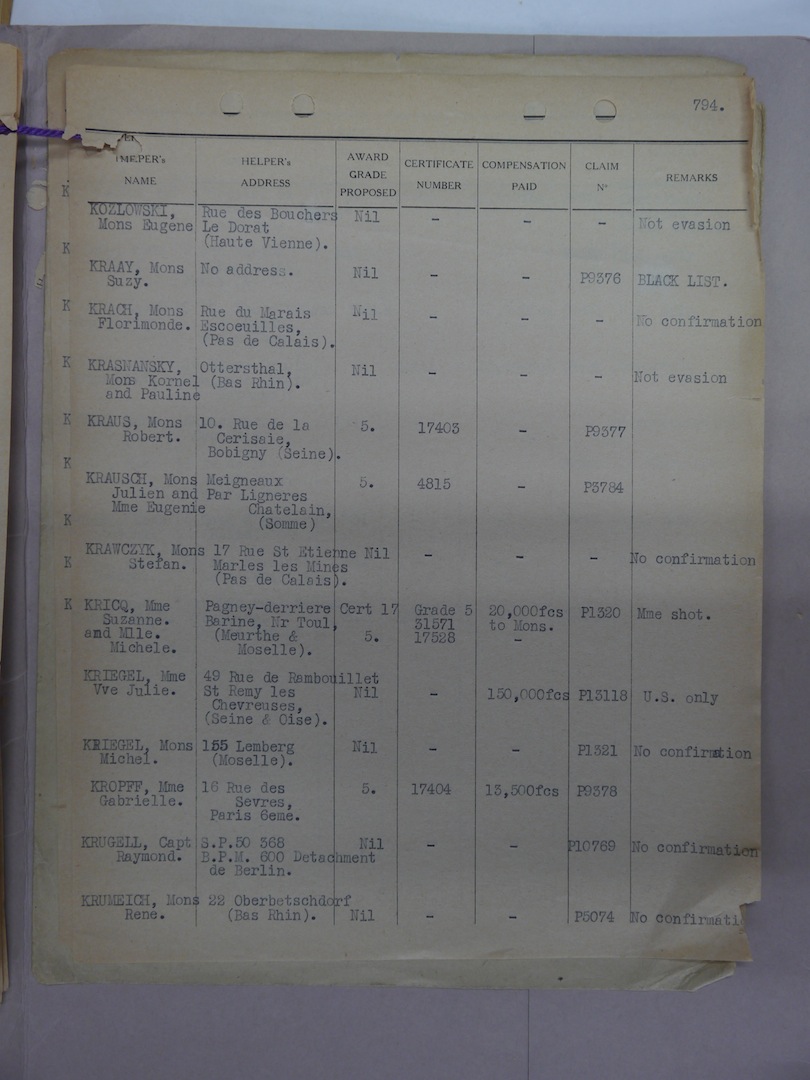 794.
HELPER's NAME HELPER's ADDRESS AWARD GRADE PROPOSED CERTIFICATE NUMBER COMPENSATION PAID CLAIM N° REMARKS
K
KOZLOWSKI, Rue des Bouchers Nil - - - Not evasion
Mons Eugene Le Dorat
(Haute Vienne).
K
KRAAY, Mons No address. Nil - - P9376 BLACK LIST.
Suzy.
K
KRACH, Mons Rue du Marais Nil - - - No confirmation
Florimonde. Escoeuilles,
(Pas de Calais).
K
KRASNANSKY, Ottersthal, Nil - - - Not evasion
Mons Kornel (Bas Rhin).
and Pauline
K
KRAUS, Mons 10. Rue de la 5. 17403 - P9377
Robert. Cerisaie,
Bobigny (Seine).
K
KRAUSCH, Mons Meigneaux 5. 4815 - P3784
Julien and Par Ligneres
Mme Eugenie Chatelain,
(Somme)
K
KRAWCZYK, Mons 17 Rue St Etienne Nil - - - No confirmation
K
Stefan. Marles les Mines
(Pas de Calais).
K
KRICQ, Mme Pagney-derriere Cert 17 Grade 5 20,000fcs P1320 Mme shot.
Suzanne. Barine, Nr Toul, 31571 to Mons.
and Mlle. (Meurthe & 5. 17528 -
Michele. Moselle).
KRIEGEL, Mme 49 Rue de Rambouillet
Vve Julie. St Remy les Nil - 150,000fcs P13118 U.S. only
Chevreuses,
(Seine & Oise).
KRIEGEL, Mons 155 Lemberg Nil - - P1321 No confirmation
Michel. (Moselle).
KROPFF, Mme 16 Rue des 5. 17404 13,500fcs P9378
Gabrielle. Sevres,
Paris 6eme.
KRUGELL, Capt S.P.50 368 Nil - - P10769 No confirmation
Raymond. B.P.M. 600 Detachment
de Berlin.
KRUMEICH, Mons 22 Oberbetschdorf
Rene. (Bas Rhin). Nil - - P5074 No confirmati